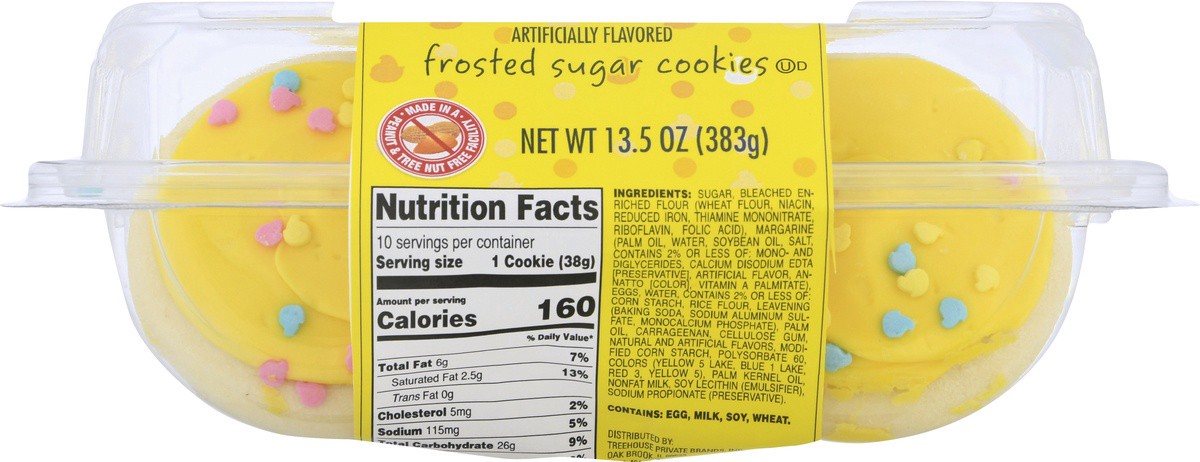 ARTIFICIALLY FLAVORED
frosted sugar cookies Ⓤ D
MADE IN A
PEANUT & TREE NUT FREE FACILITY
NET WT 13.5 OZ (383g)
Nutrition Facts
10 servings per container
Serving size 1 Cookie (38g)
Amount per serving
Calories 160
% Daily Value*
Total Fat 6g 7%
Saturated Fat 2.5g 13%
Trans Fat 0g
Cholesterol 5mg 2%
Sodium 115mg 5%
Total Carbohydrate 26g 9%
INGREDIENTS: SUGAR, BLEACHED EN-
RICHED FLOUR (WHEAT FLOUR, NIACIN,
REDUCED IRON, THIAMINE MONONITRATE,
RIBOFLAVIN, FOLIC ACID), MARGARINE
(PALM OIL, WATER, SOYBEAN OIL, SALT,
CONTAINS 2% OR LESS OF: MONO- AND
DIGLYCERIDES, CALCIUM DISODIUM EDTA
[PRESERVATIVE], ARTIFICIAL FLAVOR, AN-
NATTO [COLOR], VITAMIN A PALMITATE),
EGGS, WATER, CONTAINS 2% OR LESS OF:
CORN STARCH, RICE FLOUR, LEAVENING
(BAKING SODA, SODIUM ALUMINUM SUL-
FATE, MONOCALCIUM PHOSPHATE), PALM
OIL, CARRAGEENAN, CELLULOSE GUM,
NATURAL AND ARTIFICIAL FLAVORS, MODI-
FIED CORN STARCH, POLYSORBATE 60,
COLORS (YELLOW 5 LAKE, BLUE 1 LAKE,
RED 3, YELLOW 5), PALM KERNEL OIL,
NONFAT MILK, SOY LECITHIN (EMULSIFIER),
SODIUM PROPIONATE (PRESERVATIVE).
CONTAINS: EGG, MILK, SOY, WHEAT.
DISTRIBUTED BY:
TREEHOUSE PRIVATE BRANDS,
OAK BROOK